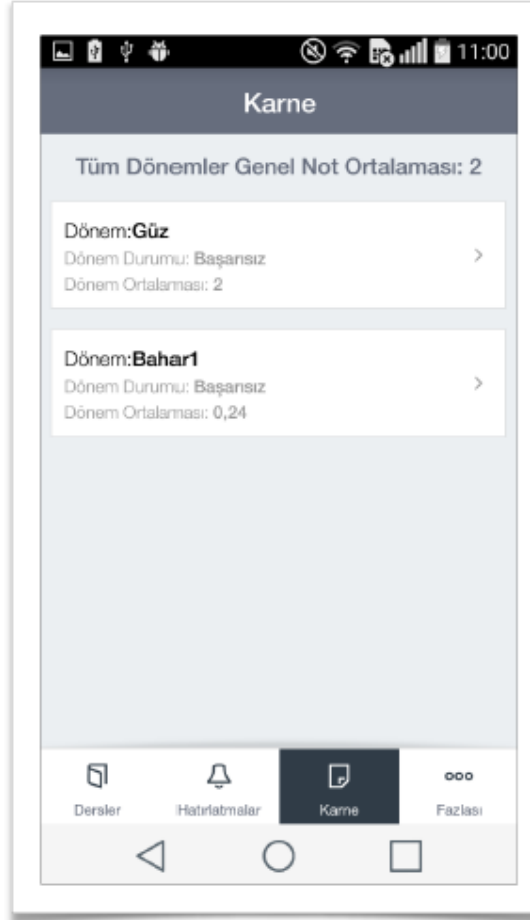 11:00
Karne
Tüm Dönemler Genel Not Ortalaması: 2
Dönem:Güz
Dönem Durumu: Başarısız
Dönem Ortalaması: 2
Dönem:Bahar1
Dönem Durumu: Başarısız
Dönem Ortalaması: 0,24
Dersler Hatırlatmalar Karne Fazlası